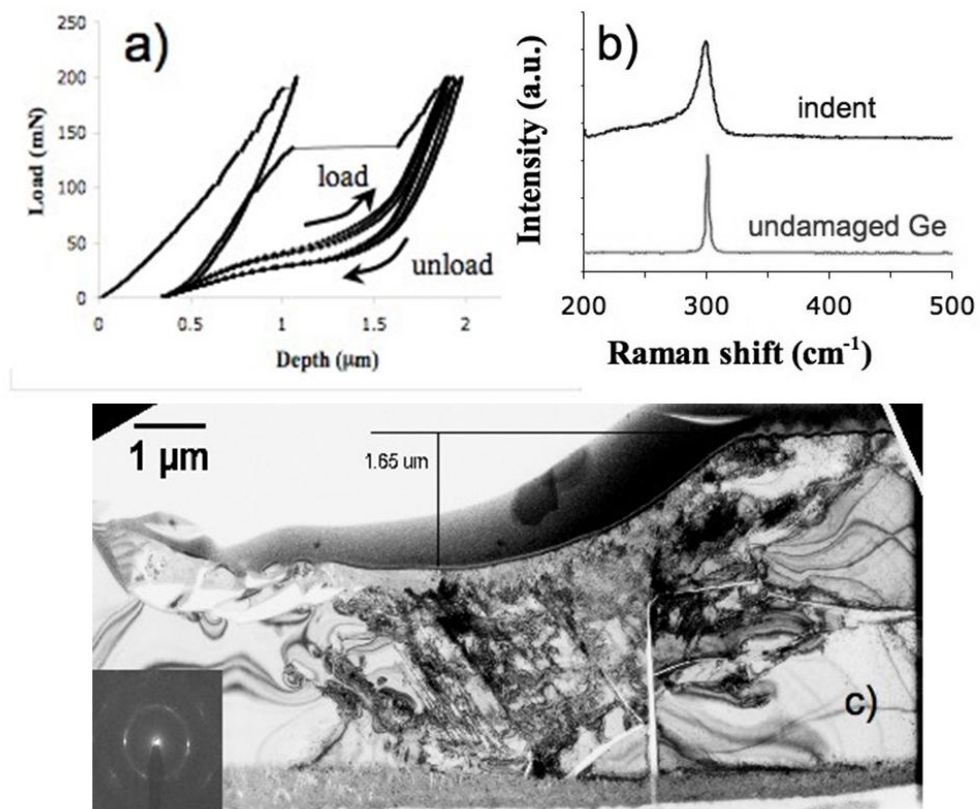 a)
250
200
150
100
50
0
Load (mN)
load
unload
0 0.5 1 1.5 2
Depth (μm)
b)
Intensity (a.u.)
indent
undamaged Ge
200 300 400 500
Raman shift (cm⁻¹)
1 μm
1.65 um
c)